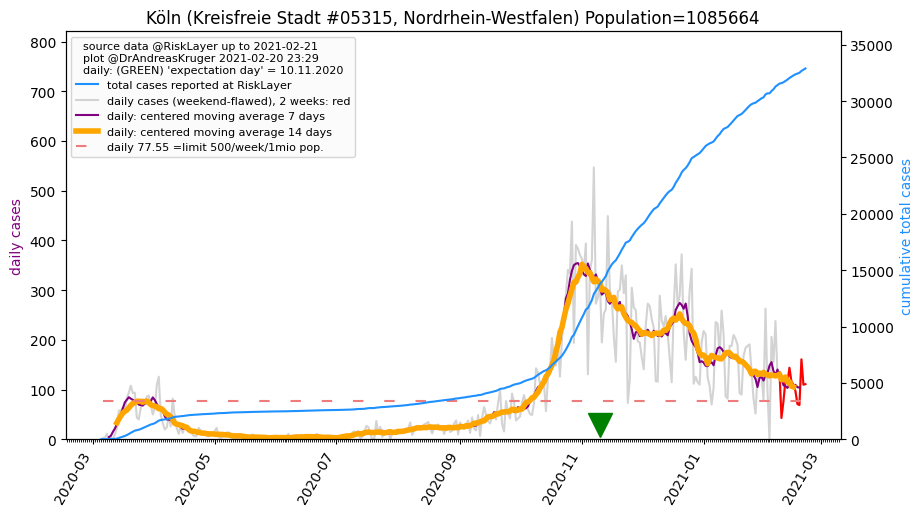 Köln (Kreisfreie Stadt #05315, Nordrhein-Westfalen) Population=1085664
source data @RiskLayer up to 2021-02-21
plot @DrAndreasKruger 2021-02-20 23:29
daily: (GREEN) 'expectation day' = 10.11.2020
total cases reported at RiskLayer
daily cases (weekend-flawed), 2 weeks: red
daily: centered moving average 7 days
daily: centered moving average 14 days
daily 77.55 =limit 500/week/1mio pop.
daily cases
800
700
600
500
400
300
200
100
0
cumulative total cases
35000
30000
25000
20000
15000
10000
5000
0
2020-03
2020-05
2020-07
2020-09
2020-11
2021-01
2021-03